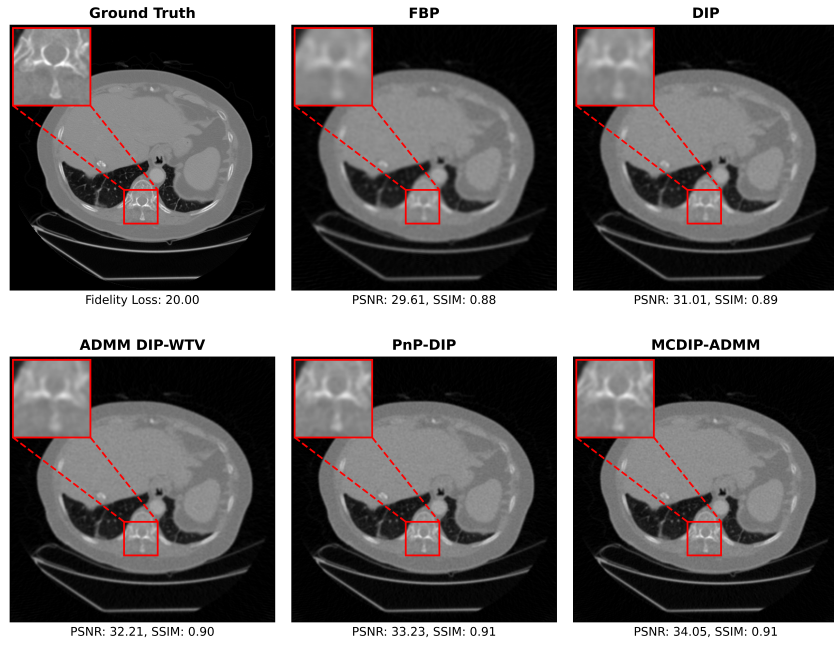 Ground Truth
FBP
DIP
Fidelity Loss: 20.00
PSNR: 29.61, SSIM: 0.88
PSNR: 31.01, SSIM: 0.89
ADMM DIP-WTV
PnP-DIP
MCDIP-ADMM
PSNR: 32.21, SSIM: 0.90
PSNR: 33.23, SSIM: 0.91
PSNR: 34.05, SSIM: 0.91